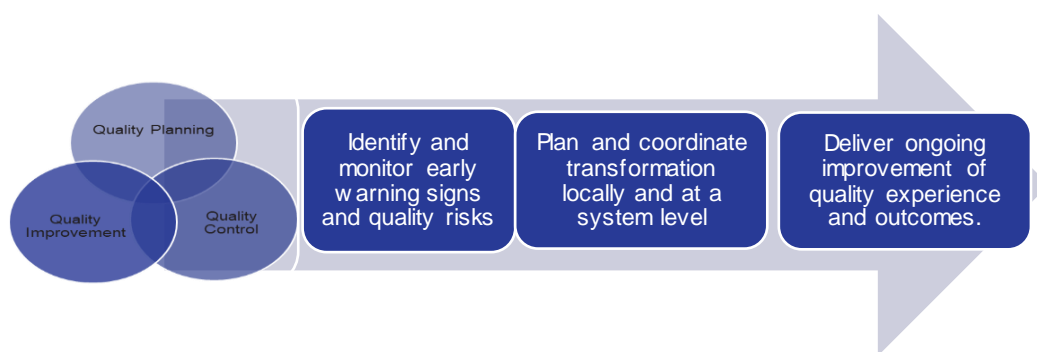 Quality Planning
Quality
Improvement
Quality
Control
Identify and
monitor early
warning signs
and quality risks
Plan and coordinate
transformation
locally and at a
system level
Deliver ongoing
improvement of
quality experience
and outcomes.